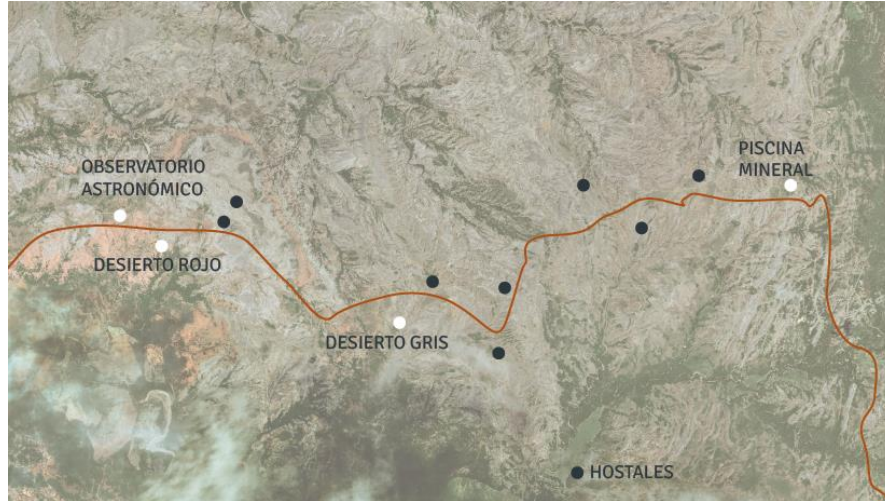 OBSERVATORIO
ASTRONÓMICO
DESIERTO ROJO
DESIERTO GRIS
PISCINA
MINERAL
HOSTALES